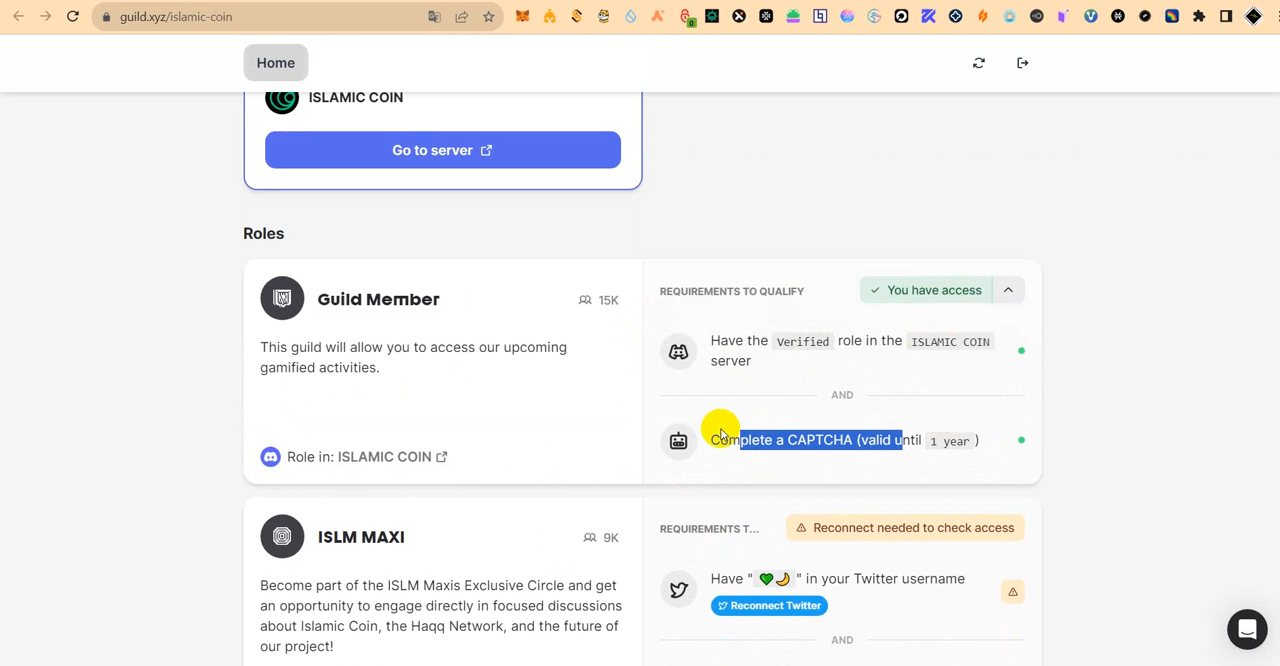 guild.xyz/islamic-coin
0
Home
ISLAMIC COIN
Go to server
Roles
Guild Member
15K
This guild will allow you to access our upcoming
gamified activities.
Role in: ISLAMIC COIN
REQUIREMENTS TO QUALIFY
You have access
Have the Verified role in the ISLAMIC COIN
server
AND
Complete a CAPTCHA (valid until 1 year )
ISLM MAXI
9K
Become part of the ISLM Maxis Exclusive Circle and get
an opportunity to engage directly in focused discussions
about Islamic Coin, the Haqq Network, and the future of
our project!
REQUIREMENTS T...
Reconnect needed to check access
Have " 💚🌙 " in your Twitter username
Reconnect Twitter
AND